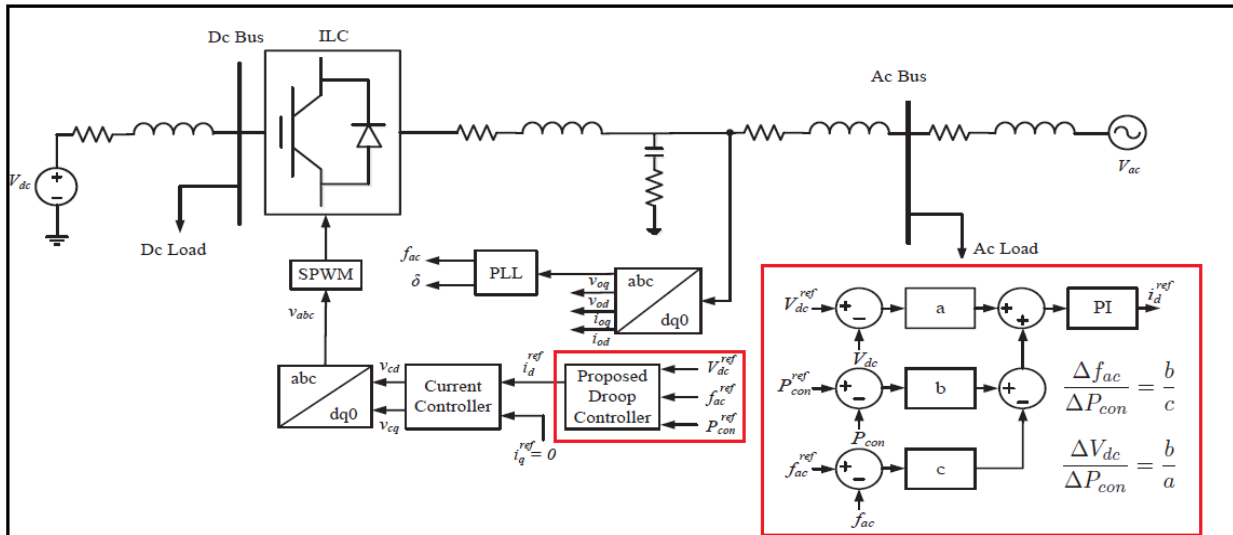 Dc Bus
ILC
Ac Bus
V_dc
+
−
Dc Load
V_ac
Ac Load
SPWM
v_abc
f_ac
δ
PLL
v_oq
v_od
i_oq
i_od
abc
dq0
abc
dq0
v_cd
v_cq
Current
Controller
i_d^ref
i_q^ref = 0
Proposed
Droop
Controller
V_dc^ref
f_ac^ref
P_con^ref
V_dc^ref
+
−
V_dc
a
+
+
PI
i_d^ref
P_con^ref
+
−
P_con
b
+
−
f_ac^ref
+
−
f_ac
c
Δf_ac / ΔP_con = b / c
ΔV_dc / ΔP_con = b / a